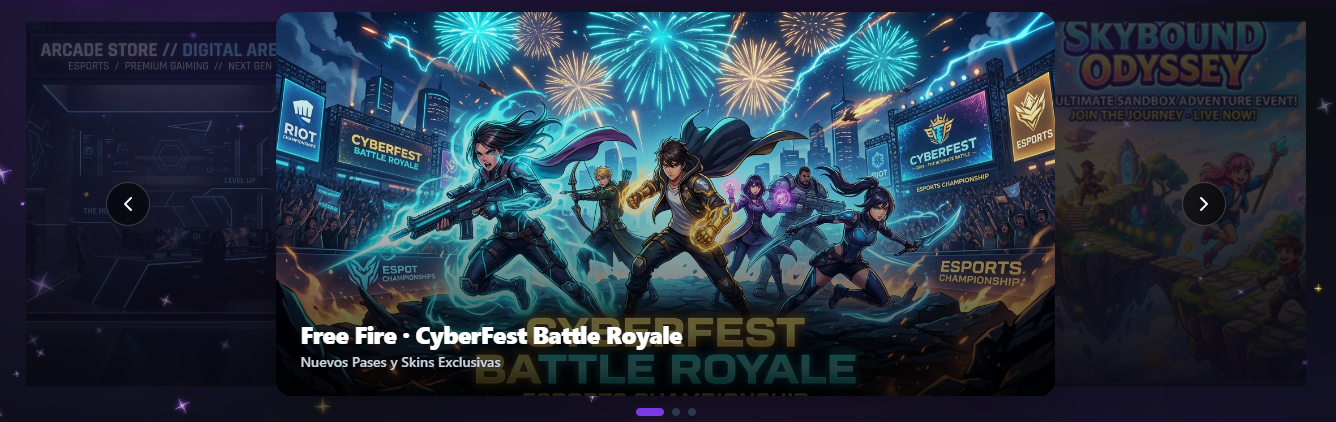 ARCADE STORE // DIGITAL ARE
ESPORTS / PREMIUM GAIMING // NEXT GEN
LEVEL UP
RIOT
CHAMPIONSHIPS
CYBERFEST
BATTLE ROYALE
CYBERFEST
ESPORTS CHAMPIONSHIP
ESPORTS
RIOT
ESPOT
CHAMPIONSHIPS
ESPORTS
CHAMPIONSHIP
CYBERFEST
BATTLE ROYALE
Free Fire · CyberFest Battle Royale
Nuevos Pases y Skins Exclusivas
SKYBOUND
ODYSSEY
ULTIMATE SANDBOX ADVENTURE EVENT!
JOIN THE JOURNEY - LIVE NOW!